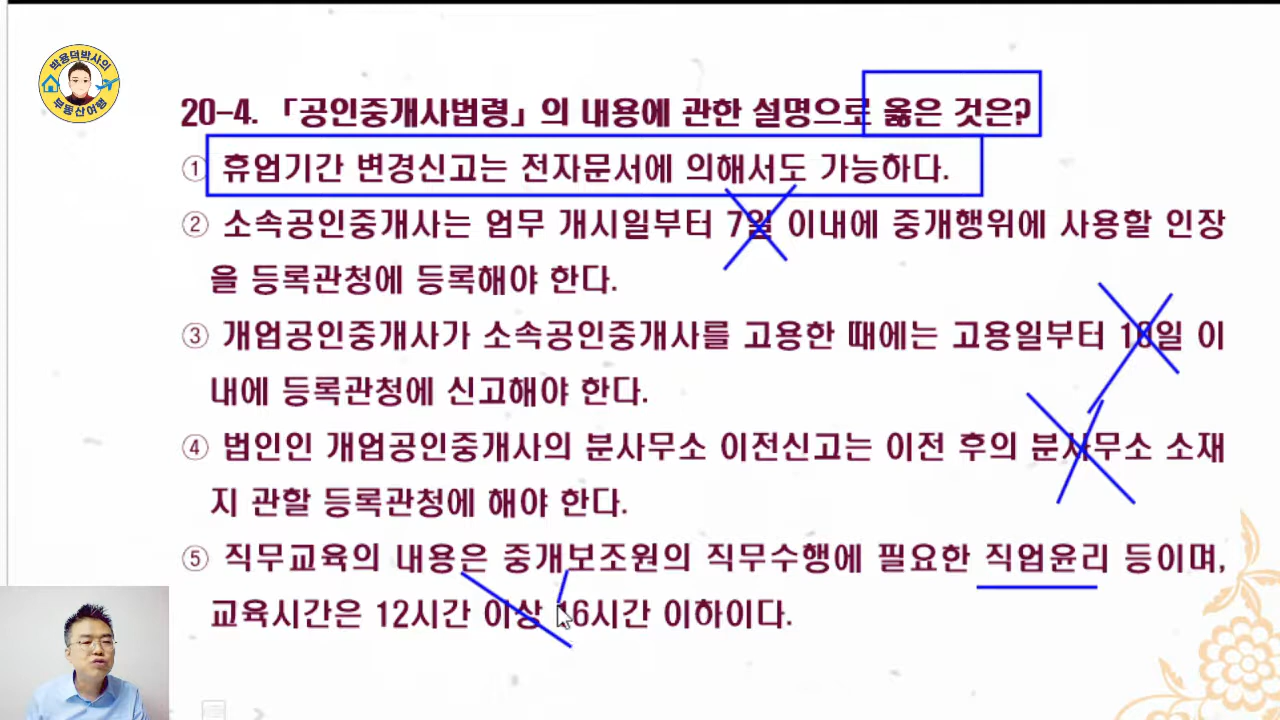 박용덕박사의
부동산여행
20-4. 「공인중개사법령」의 내용에 관한 설명으로 옳은 것은?
① 휴업기간 변경신고는 전자문서에 의해서도 가능하다.
② 소속공인중개사는 업무 개시일부터 7일 이내에 중개행위에 사용할 인장
을 등록관청에 등록해야 한다.
③ 개업공인중개사가 소속공인중개사를 고용한 때에는 고용일부터 10일 이
내에 등록관청에 신고해야 한다.
④ 법인인 개업공인중개사의 분사무소 이전신고는 이전 후의 분사무소 소재
지 관할 등록관청에 해야 한다.
⑤ 직무교육의 내용은 중개보조원의 직무수행에 필요한 직업윤리 등이며,
교육시간은 12시간 이상 16시간 이하이다.